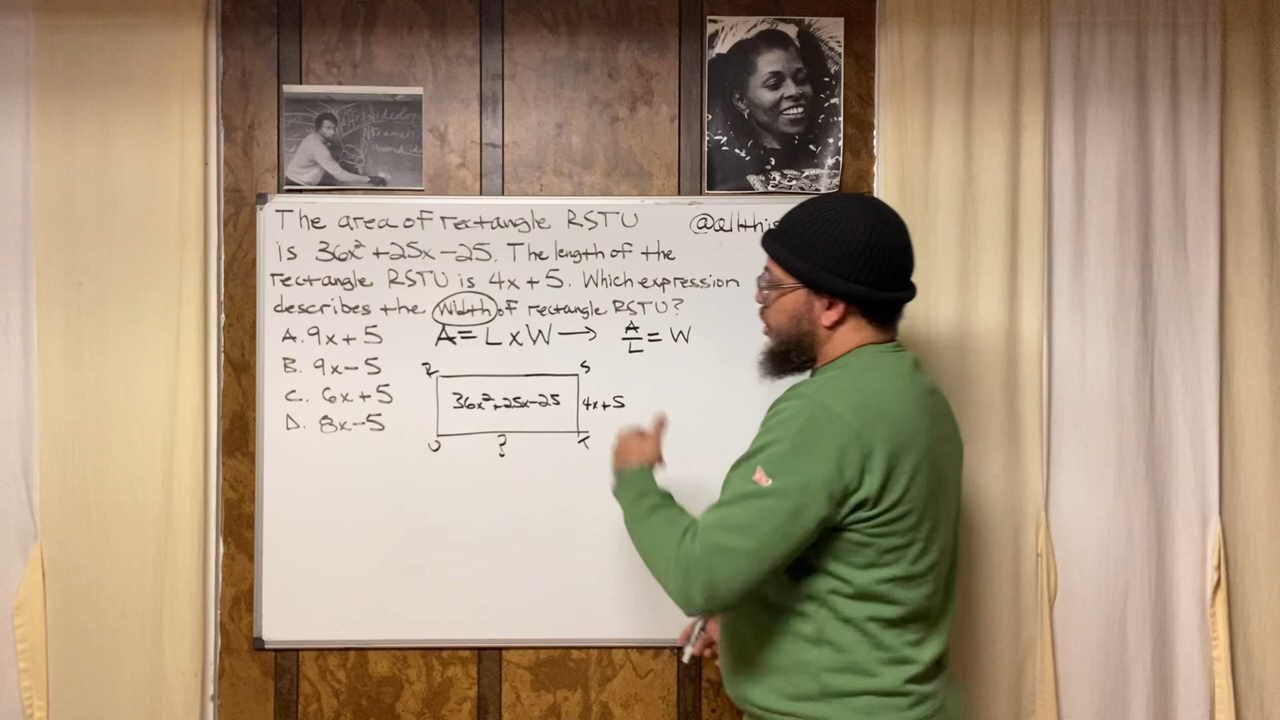 The area of rectangle RSTU
is 36x² + 25x - 25. The length of the
rectangle RSTU is 4x + 5. Which expression
describes the Width of rectangle RSTU?
A. 9x + 5
B. 9x - 5
C. 6x + 5
D. 8x - 5
A = L x W → A/L = W
R S
36x² + 25x - 25 4x + 5
U ? T